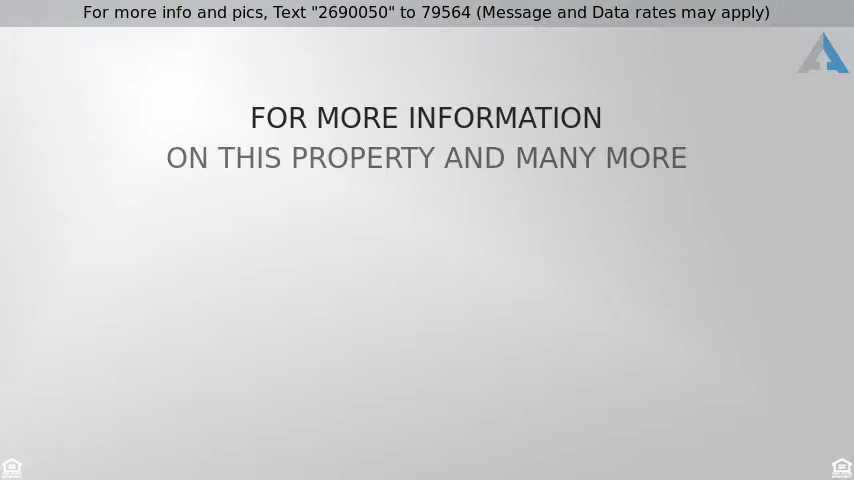 For more info and pics, Text "2690050" to 79564 (Message and Data rates may apply)
FOR MORE INFORMATION
ON THIS PROPERTY AND MANY MORE